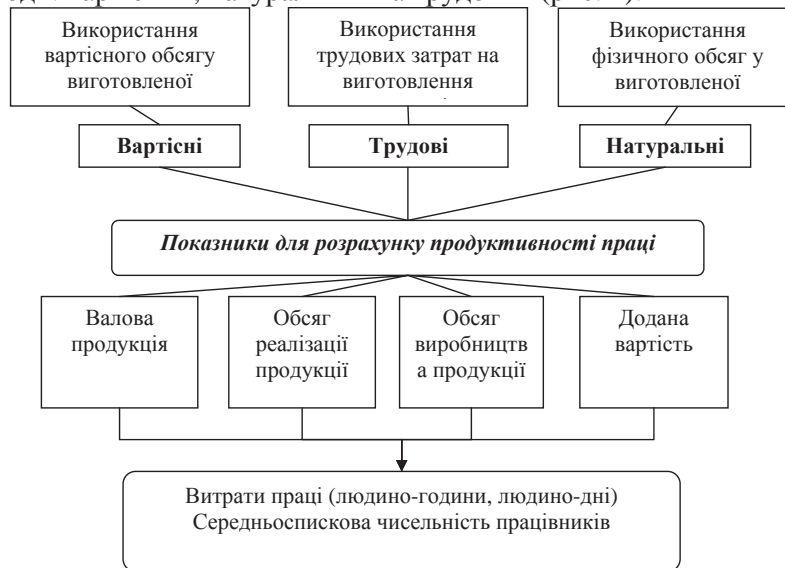 Використання
вартісного обсягу
виготовленої
Використання
трудових затрат на
виготовлення
Використання
фізичного обсяг у
виготовленої
Вартісні
Трудові
Натуральні
Показники для розрахунку продуктивності праці
Валова
продукція
Обсяг
реалізації
продукції
Обсяг
виробництв
а продукції
Додана
вартість
Витрати праці (людино-години, людино-дні)
Середньоспискова чисельність працівників